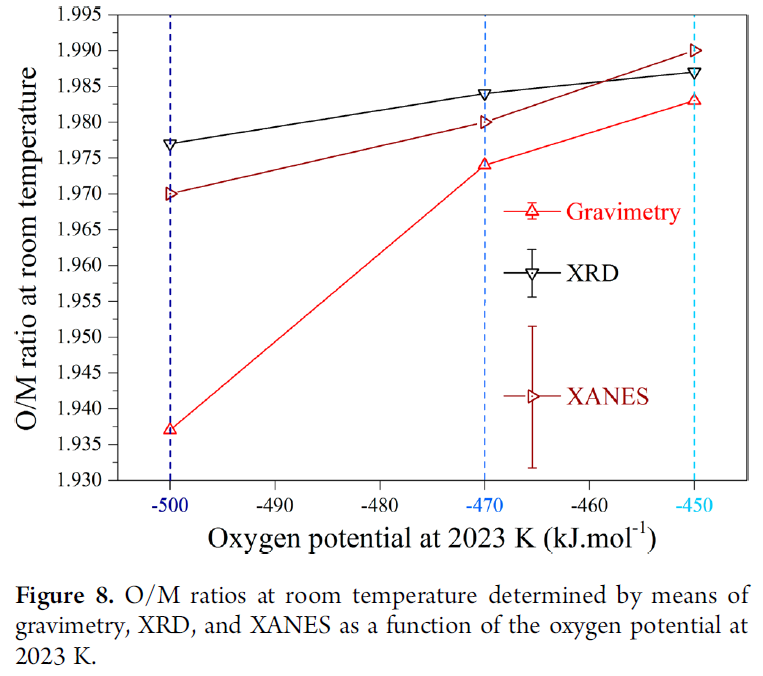 1.995
1.990
1.985
1.980
1.975
1.970
1.965
1.960
1.955
1.950
1.945
1.940
1.935
1.930
O/M ratio at room temperature
Gravimetry
XRD
XANES
-500 -490 -480 -470 -460 -450
Oxygen potential at 2023 K (kJ.mol⁻¹)
Figure 8. O/M ratios at room temperature determined by means of
gravimetry, XRD, and XANES as a function of the oxygen potential at
2023 K.